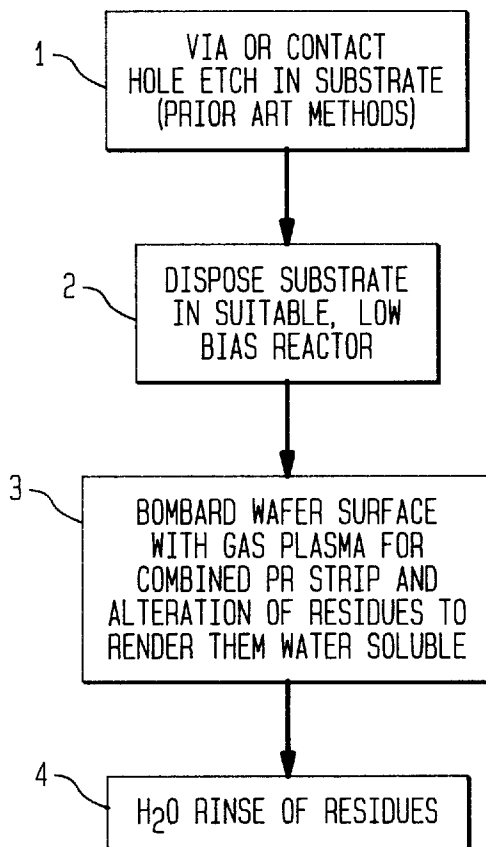 1
VIA OR CONTACT
HOLE ETCH IN SUBSTRATE
(PRIOR ART METHODS)
2
DISPOSE SUBSTRATE
IN SUITABLE, LOW
BIAS REACTOR
3
BOMBARD WAFER SURFACE
WITH GAS PLASMA FOR
COMBINED PR STRIP AND
ALTERATION OF RESIDUES TO
RENDER THEM WATER SOLUBLE
4
H₂O RINSE OF RESIDUES